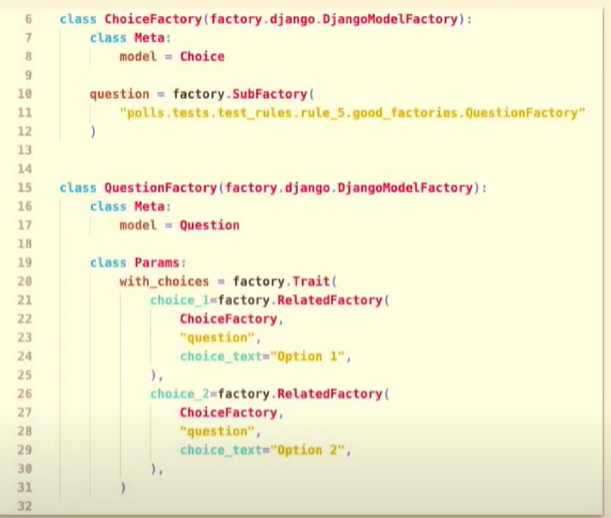 6 class ChoiceFactory(factory.django.DjangoModelFactory):
7 class Meta:
8 model = Choice
9
10 question = factory.SubFactory(
11 "polls.tests.test_rules.rule_5.good_factories.QuestionFactory"
12 )
13
14
15 class QuestionFactory(factory.django.DjangoModelFactory):
16 class Meta:
17 model = Question
18
19 class Params:
20 with_choices = factory.Trait(
21 choice_1=factory.RelatedFactory(
22 ChoiceFactory,
23 "question",
24 choice_text="Option 1",
25 ),
26 choice_2=factory.RelatedFactory(
27 ChoiceFactory,
28 "question",
29 choice_text="Option 2",
30 ),
31 )
32